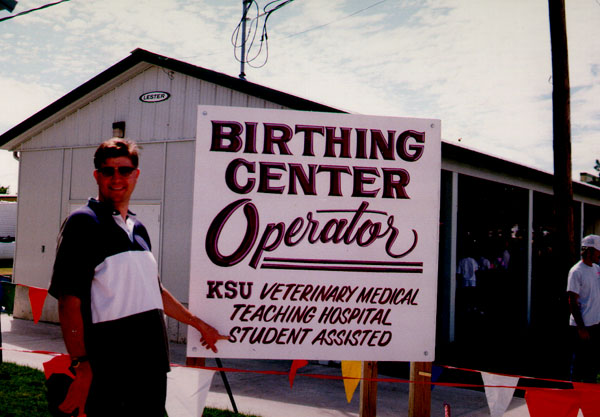 LESTER
BIRTHING
CENTER
Operator
KSU VETERINARY MEDICAL
TEACHING HOSPITAL
STUDENT ASSISTED